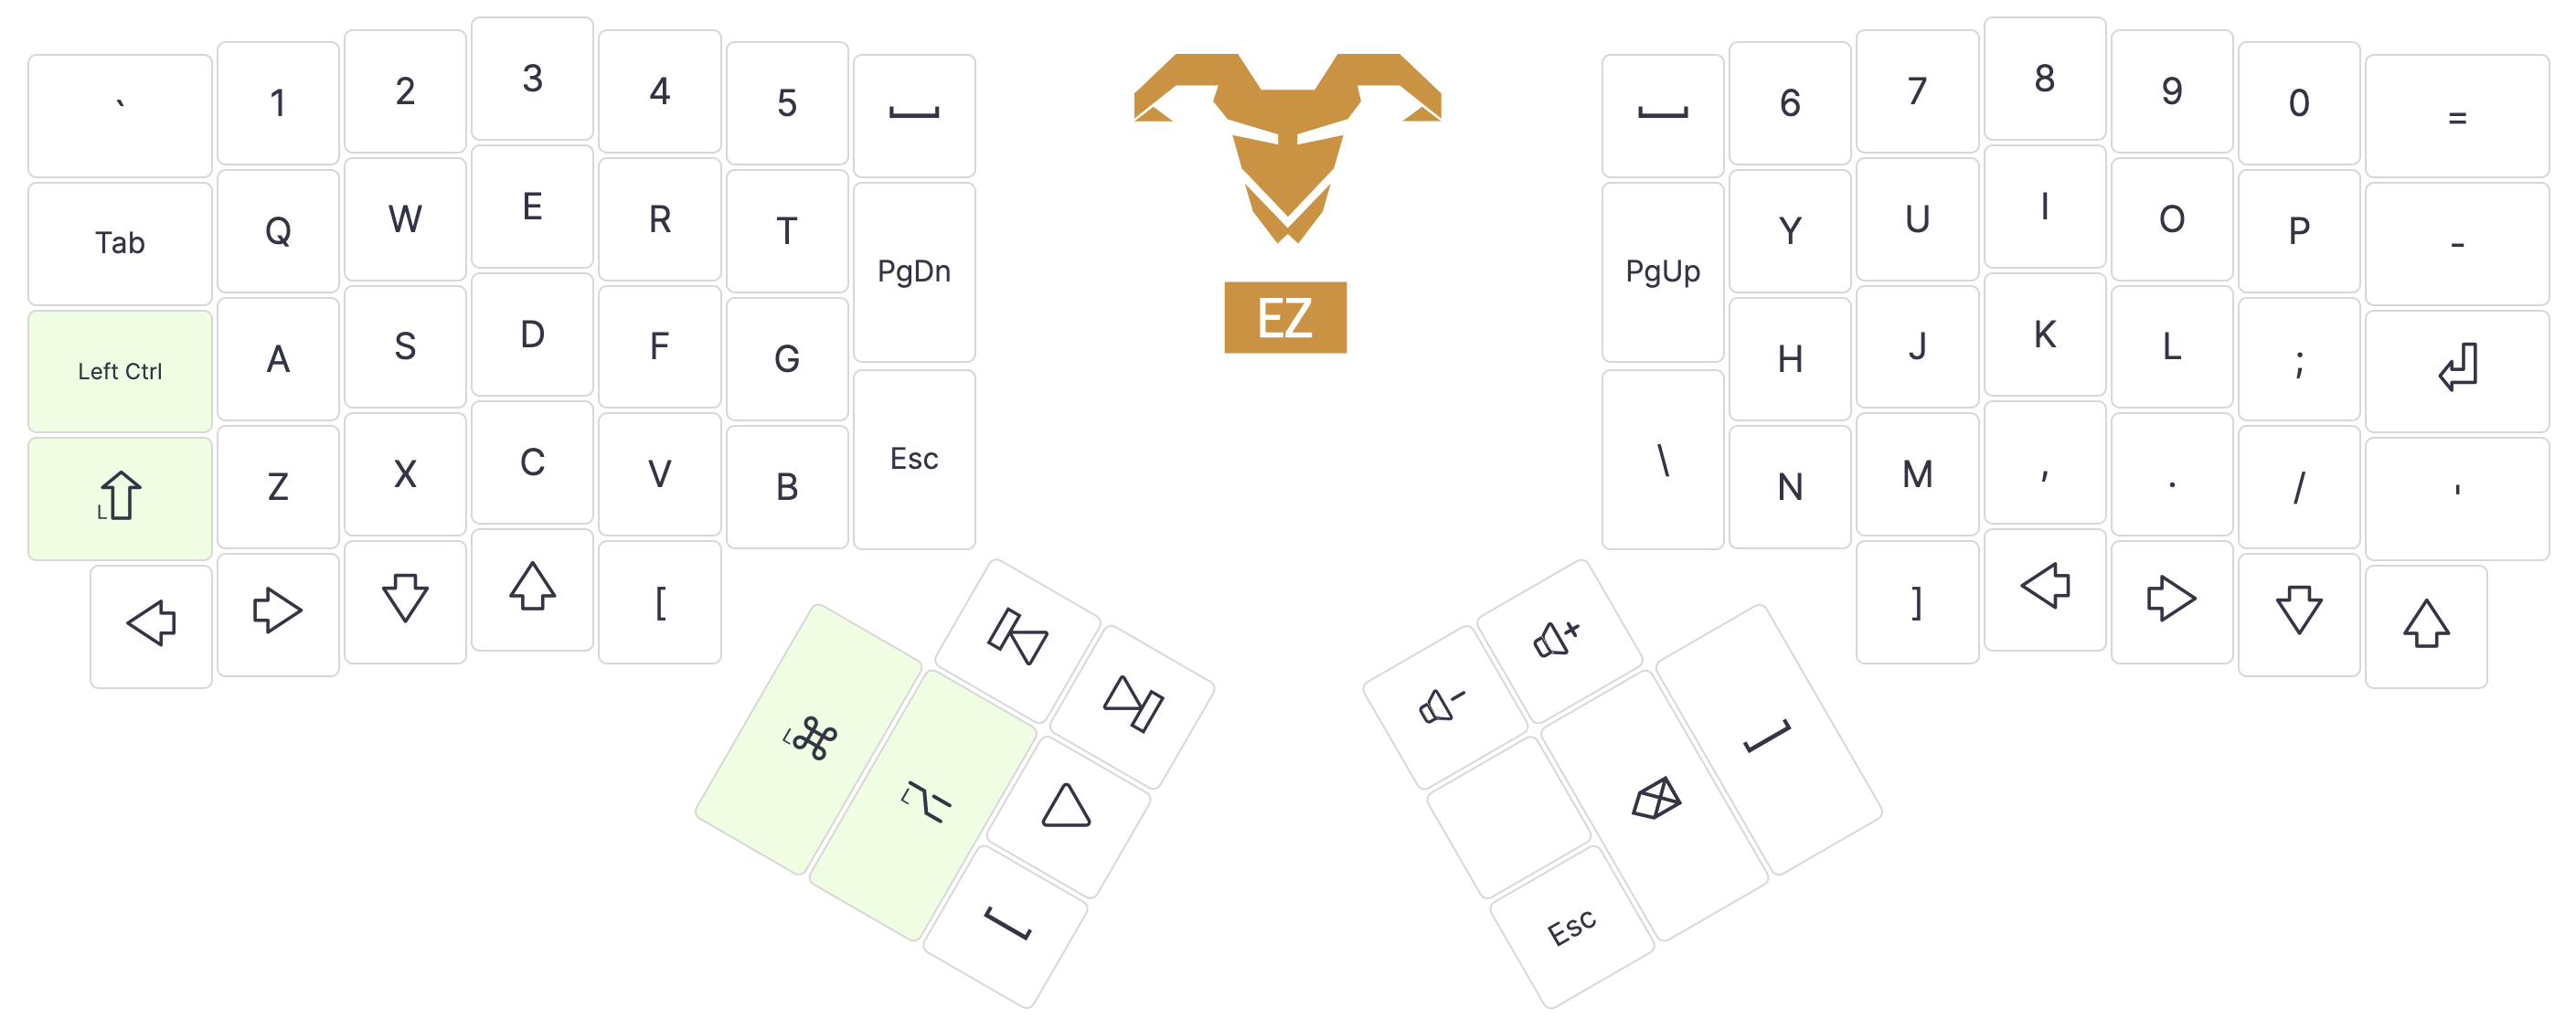 ` 1 2 3 4 5
6 7 8 9 0 =
Tab Q W E R T PgDn
PgUp Y U I O P -
EZ
Left Ctrl A S D F G
H J K L ;
L Z X C V B Esc
\ N M , . / '
[
]
L
L
Esc